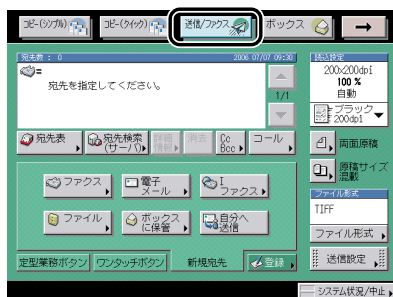 コピー(シンプル)
コピー(クイック)
送信/ファクス
ボックス
宛先数 : 0
2006 07/07 09:30
宛先を指定してください。
1/1
宛先表
宛先検索
(サーバ)
詳細
情報
消去
Cc
Bcc
コール
ファクス
電子
メール
I
ファクス
ファイル
ボックス
に保管
自分へ
送信
定型業務ボタン
ワンタッチボタン
新規宛先
登録
読込設定
200x200dpi
100 %
自動
ブラック
200dpi
両面原稿
原稿サイズ
混載
ファイル形式
TIFF
ファイル形式
送信設定
システム状況/中止